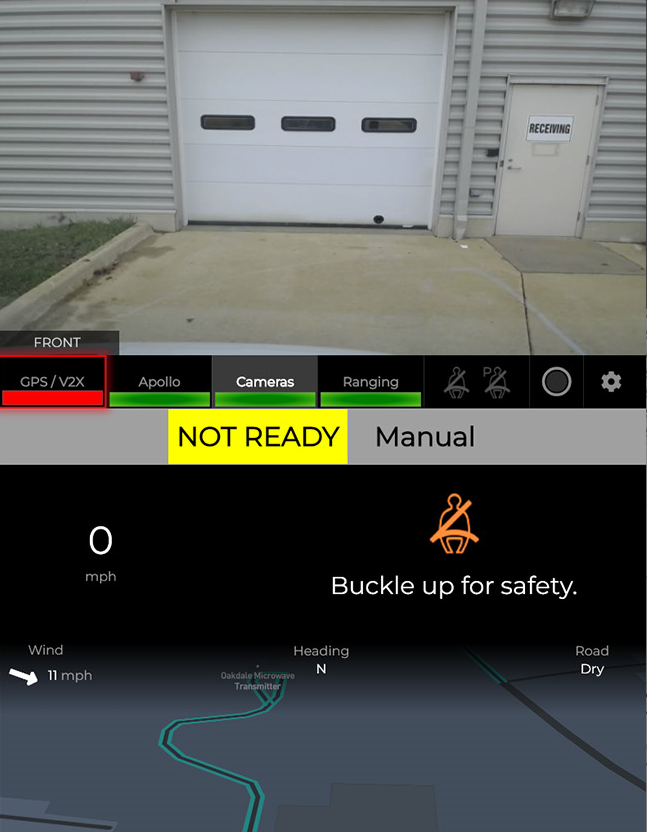 RECEIVING
FRONT
GPS / V2X
Apollo
Cameras
Ranging
P
NOT READY
Manual
0
mph
Buckle up for safety.
Wind
11 mph
Heading
N
Road
Dry
Oakdale Microwave
Transmitter